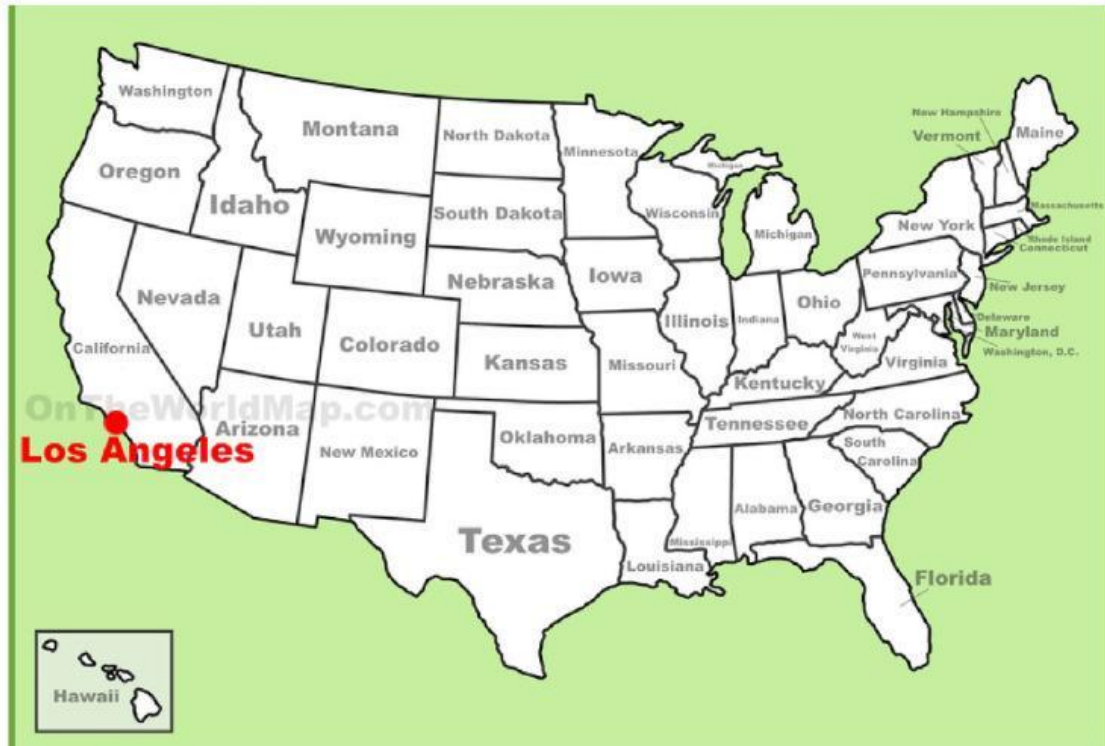 Washington
Montana
North Dakota
Minnesota
New Hampshire
Vermont
Maine
Oregon
Idaho
Michigan
South Dakota
Wisconsin
Massachusetts
Wyoming
Michigan
New York
Rhode Island
Connecticut
Nebraska
Iowa
Pennsylvania
New Jersey
Nevada
Utah
Colorado
Illinois
Indiana
Ohio
Delaware
Maryland
Washington, D.C.
California
Kansas
Missouri
West
Virginia
Virginia
Kentucky
OnTheWorldMap.com
Los Angeles
Arizona
New Mexico
Oklahoma
Arkansas
Tennessee
North Carolina
South
Carolina
Texas
Mississippi
Alabama
Georgia
Louisiana
Florida
Hawaii